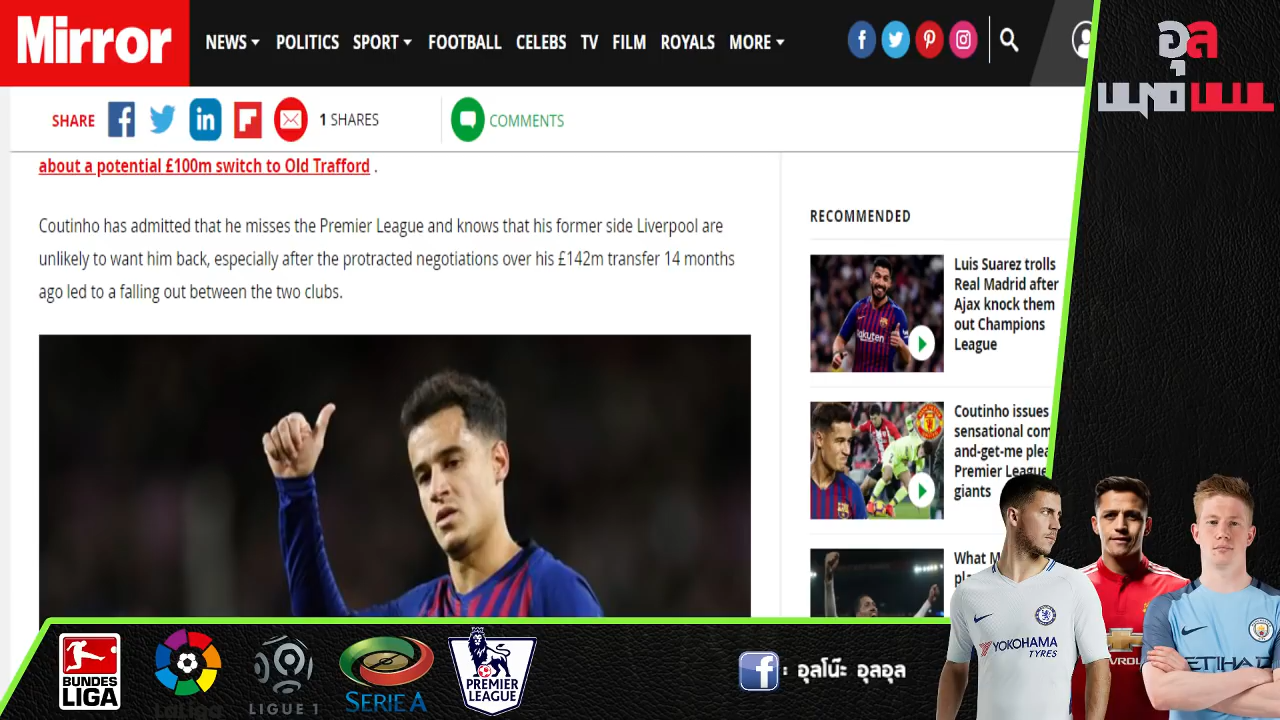 Mirror
NEWS POLITICS SPORT FOOTBALL CELEBS TV FILM ROYALS MORE
อุล
SHARE 1 SHARES COMMENTS
about a potential £100m switch to Old Trafford .
Coutinho has admitted that he misses the Premier League and knows that his former side Liverpool are
unlikely to want him back, especially after the protracted negotiations over his £142m transfer 14 months
ago led to a falling out between the two clubs.
RECOMMENDED
Luis Suarez trolls
Real Madrid after
Ajax knock them
out Champions
League
Coutinho issues
sensational com
and-get-me plea
Premier League
giants
What M
pla
Rakuten
YOKOHAMA
TYRES
CHEVROL
ETIHAD
BUNDES
LIGA
LaLiga
LIGUE 1
SERIE A
PREMIER
LEAGUE
f : อุลโน๊ะ อุลอุล